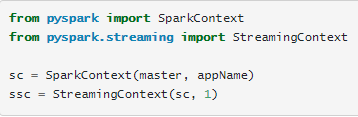 from pyspark import SparkContext
from pyspark.streaming import StreamingContext
sc = SparkContext(master, appName)
ssc = StreamingContext(sc, 1)